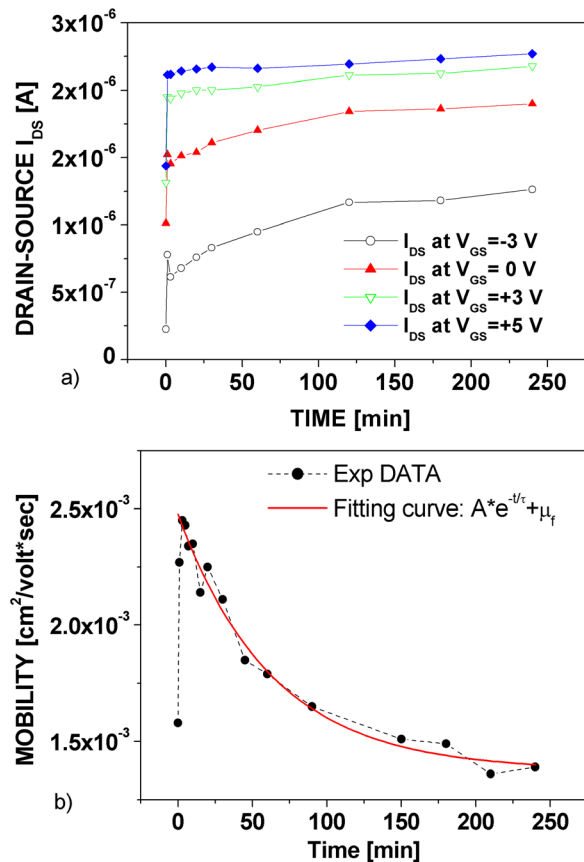 3x10⁻⁶
2x10⁻⁶
2x10⁻⁶
1x10⁻⁶
5x10⁻⁷
0
DRAIN-SOURCE I_DS [A]
I_DS at V_GS=-3 V
I_DS at V_GS= 0 V
I_DS at V_GS=+3 V
I_DS at V_GS=+5 V
0 50 100 150 200 250
a)
TIME [min]
Exp DATA
Fitting curve: A*e^-t/τ+μ_f
2.5x10⁻³
2.0x10⁻³
1.5x10⁻³
MOBILITY [cm²/volt*sec]
0 50 100 150 200 250
b)
Time [min]